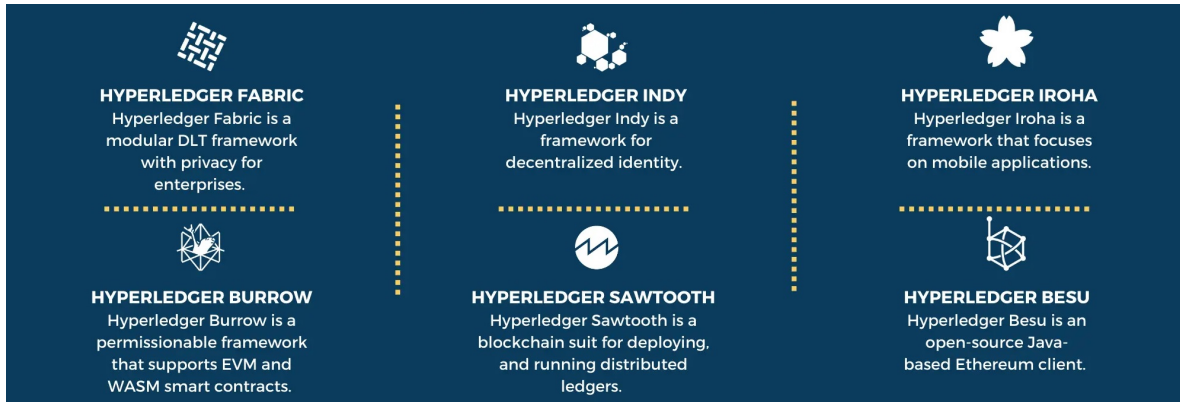 HYPERLEDGER FABRIC
Hyperledger Fabric is a
modular DLT framework
with privacy for
enterprises.
HYPERLEDGER INDY
Hyperledger Indy is a
framework for
decentralized identity.
HYPERLEDGER IROHA
Hyperledger Iroha is a
framework that focuses
on mobile applications.
HYPERLEDGER BURROW
Hyperledger Burrow is a
permissionable framework
that supports EVM and
WASM smart contracts.
HYPERLEDGER SAWTOOTH
Hyperledger Sawtooth is a
blockchain suit for deploying,
and running distributed
ledgers.
HYPERLEDGER BESU
Hyperledger Besu is an
open-source Java-
based Ethereum client.